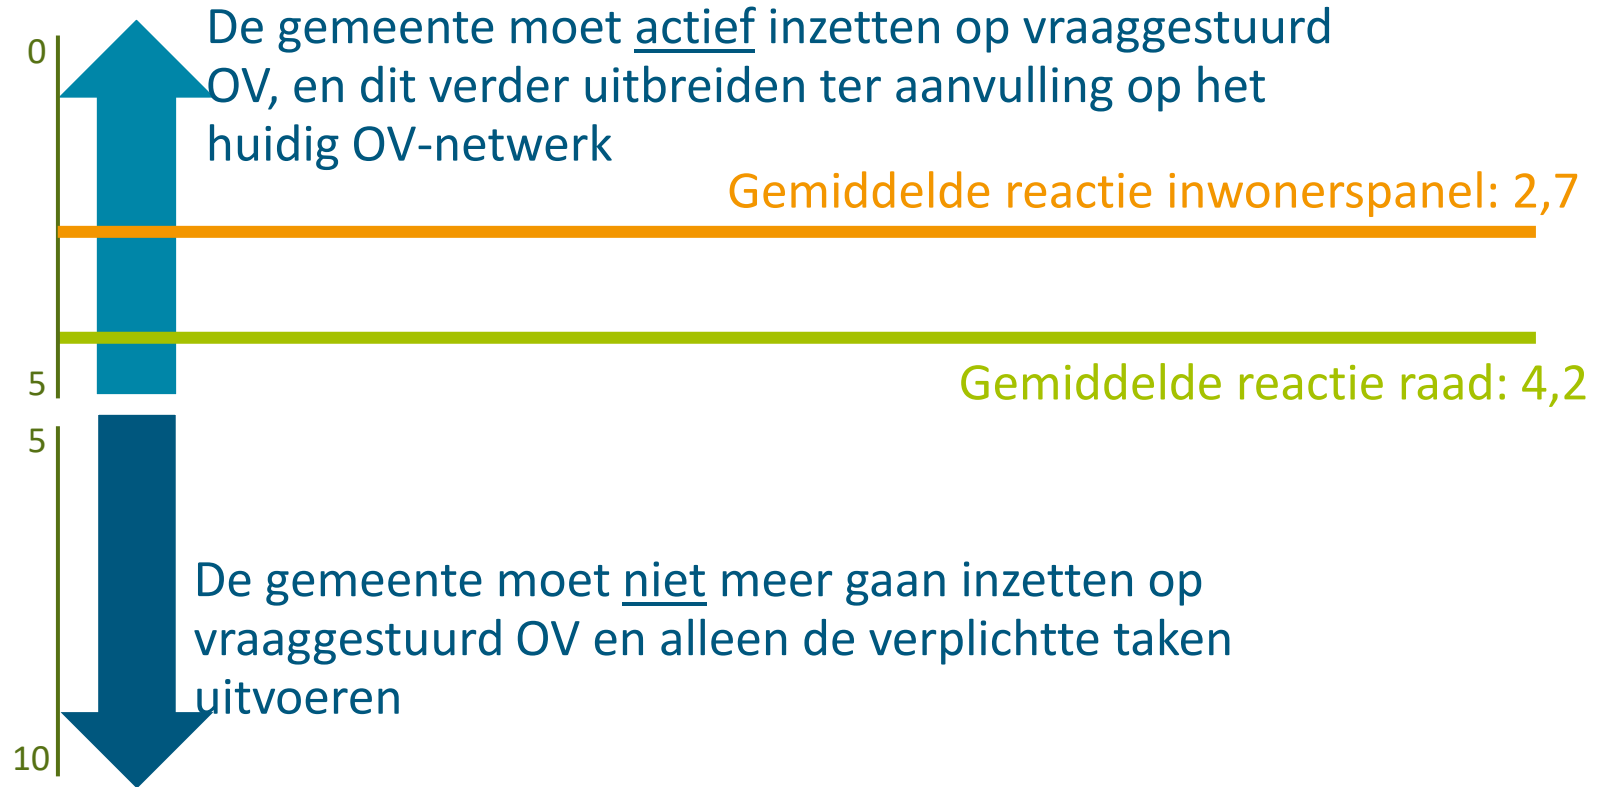 0
De gemeente moet actief inzetten op vraaggestuurd
OV, en dit verder uitbreiden ter aanvulling op het
huidig OV-netwerk
Gemiddelde reactie inwonerspanel: 2,7
5
Gemiddelde reactie raad: 4,2
5
De gemeente moet niet meer gaan inzetten op
vraaggestuurd OV en alleen de verplichtte taken
uitvoeren
10